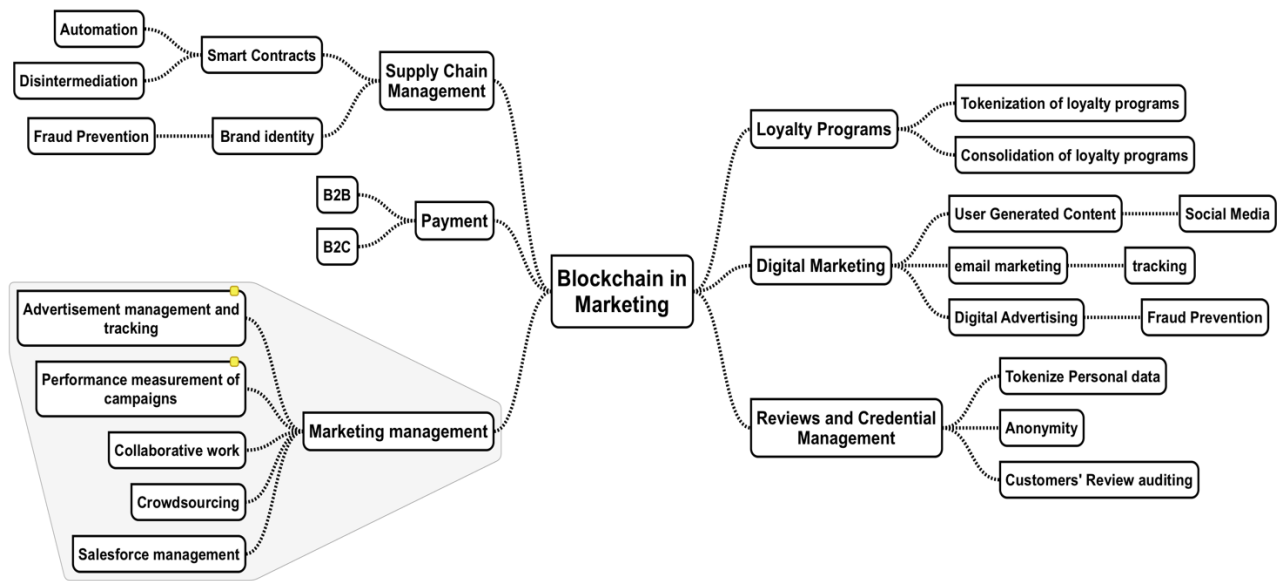 Automation
Smart Contracts
Disintermediation
Supply Chain
Management
Fraud Prevention
Brand identity
B2B
Payment
B2C
Advertisement management and
tracking
Performance measurement of
campaigns
Marketing management
Collaborative work
Crowdsourcing
Salesforce management
Blockchain in
Marketing
Loyalty Programs
Tokenization of loyalty programs
Consolidation of loyalty programs
Digital Marketing
User Generated Content
Social Media
email marketing
tracking
Digital Advertising
Fraud Prevention
Reviews and Credential
Management
Tokenize Personal data
Anonymity
Customers' Review auditing